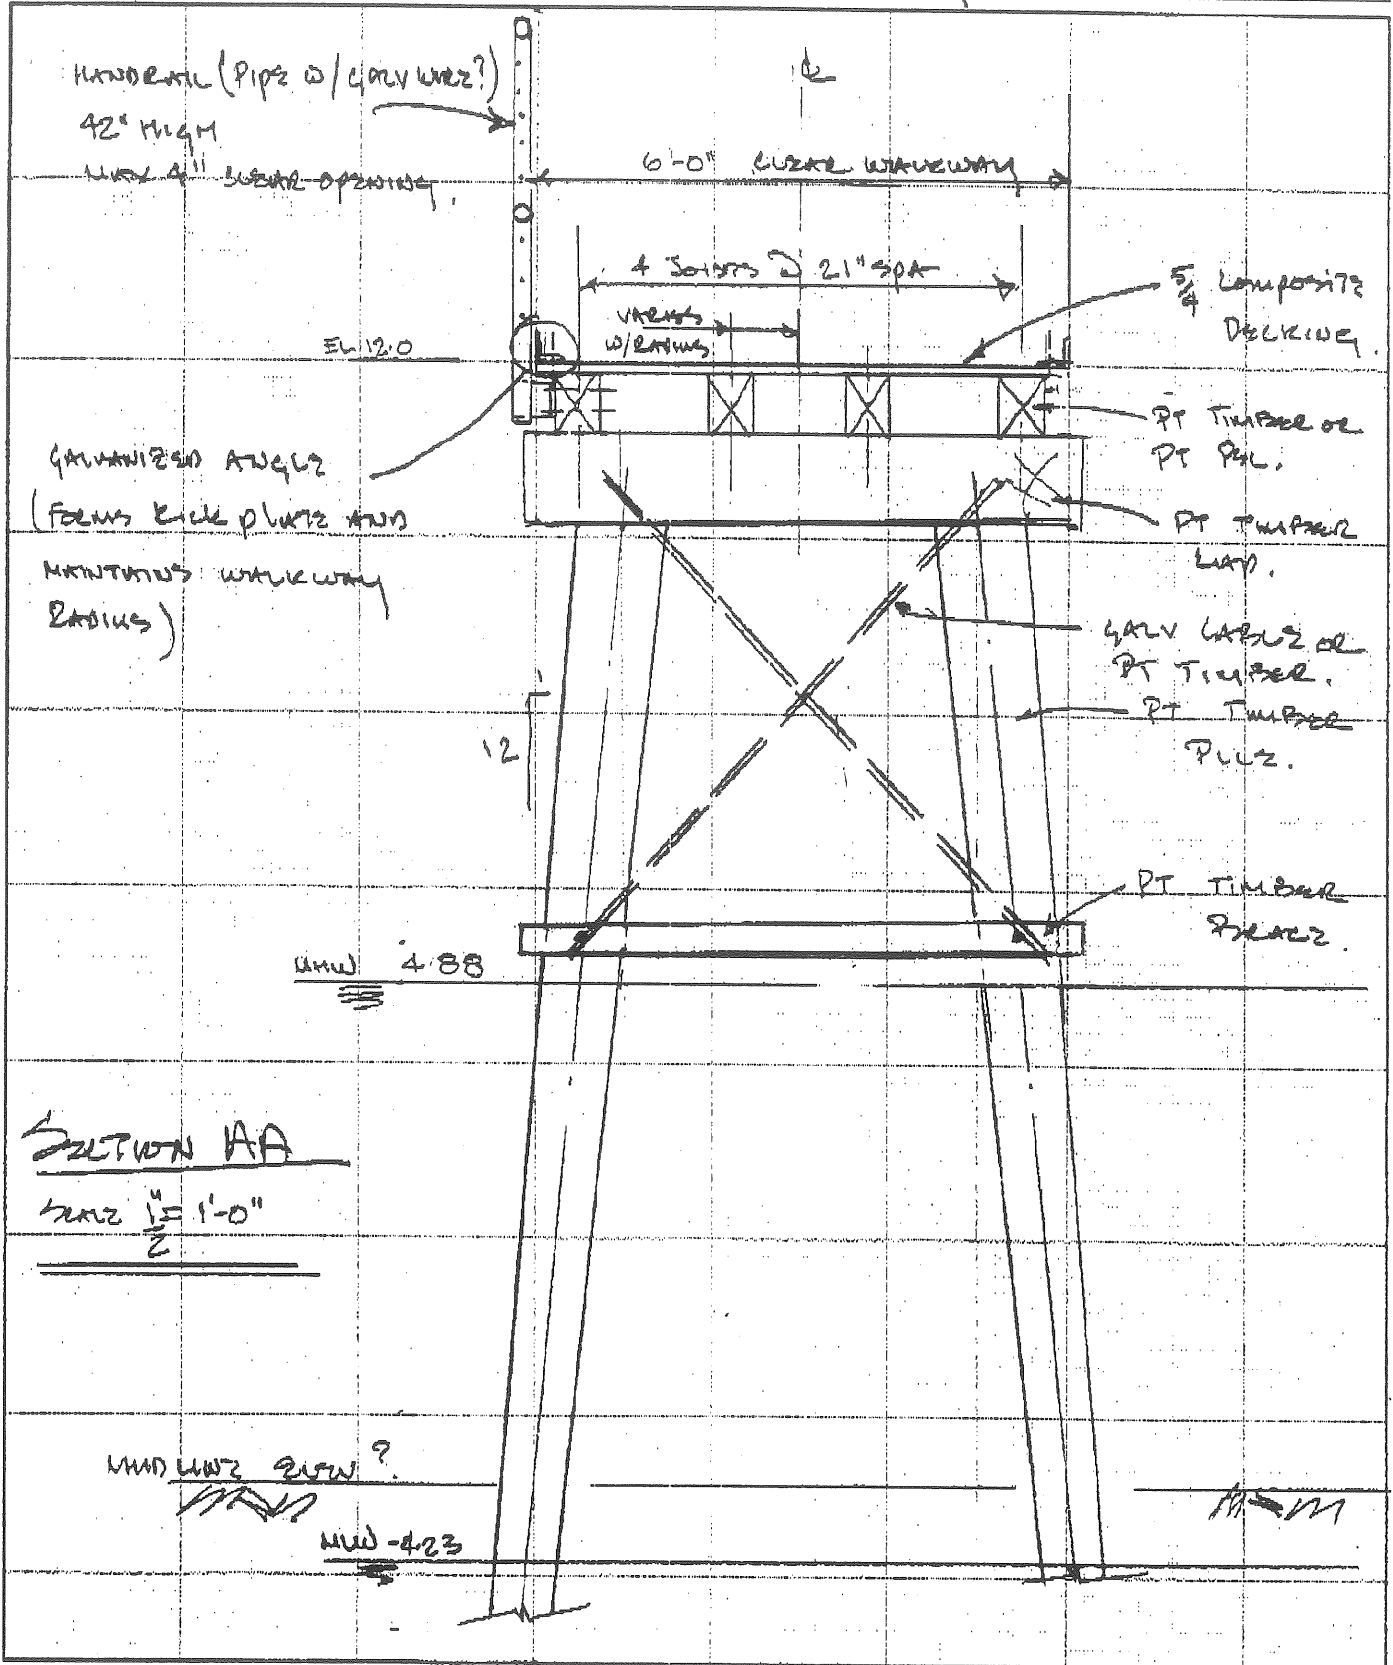 HANDRAIL (PIPE W/ GALV WIRE?)
42" HIGH
MAX 4" CLEAR OPENING.
℄
6'-0" CLEAR WALKWAY
4 JOISTS @ 21" SPA
VARIES
W/RADIUS
5/4 COMPOSITE
DECKING.
EL 12.0
PT TIMBER OR
PT PSL.
GALVANIZED ANGLE
(FORMS KICK PLATE AND
MAINTAINS WALKWAY
RADIUS)
PT TIMBER
CAP.
GALV CABLE OR
PT TIMBER.
PT TIMBER
PILE.
1
12
PT TIMBER
BRACE.
MHW 4.88
SECTION AA
SCALE 1/2" = 1'-0"
MUD LINE ELEV ?
MLW -4.23